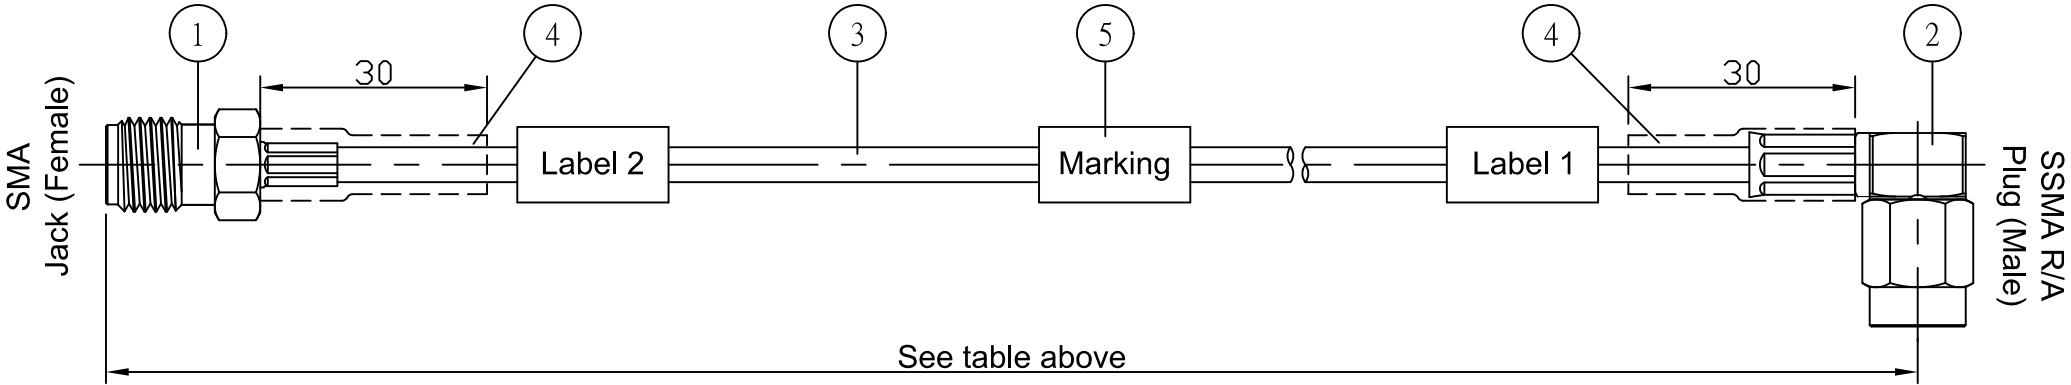 1
4
3
5
4
2
30
30
SMA
Jack (Female)
Label 2
Marking
Label 1
SSMA R/A
Plug (Male)
See table above